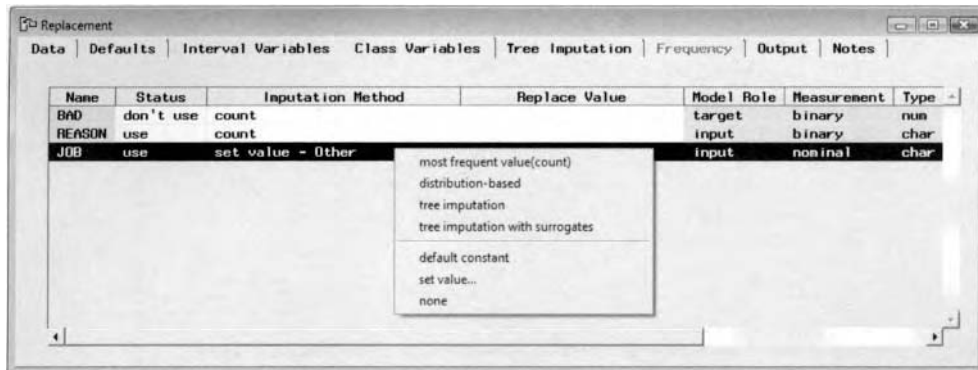 Replacement
Data Defaults Interval Variables Class Variables Tree Imputation Frequency Output Notes
Name Status Imputation Method Replace Value Model Role Measurement Type
BAD don't use count target binary num
REASON use count input binary char
JOB use set value - Other input nominal char
most frequent value(count)
distribution-based
tree imputation
tree imputation with surrogates
default constant
set value...
none